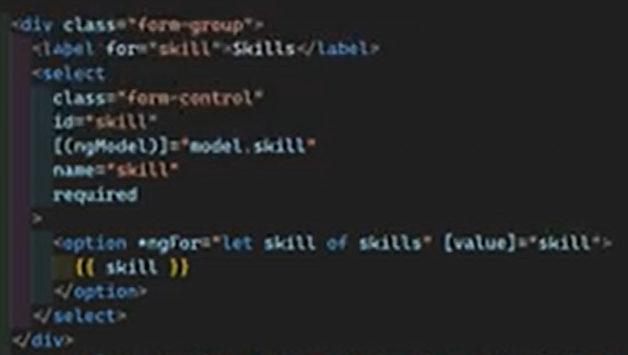 <div class="form-group">
<label for="skill">Skills</label>
<select
class="form-control"
id="skill"
[(ngModel)]="model.skill"
name="skill"
required
>
<option *ngFor="let skill of skills" [value]="skill">
{{ skill }}
</option>
</select>
</div>